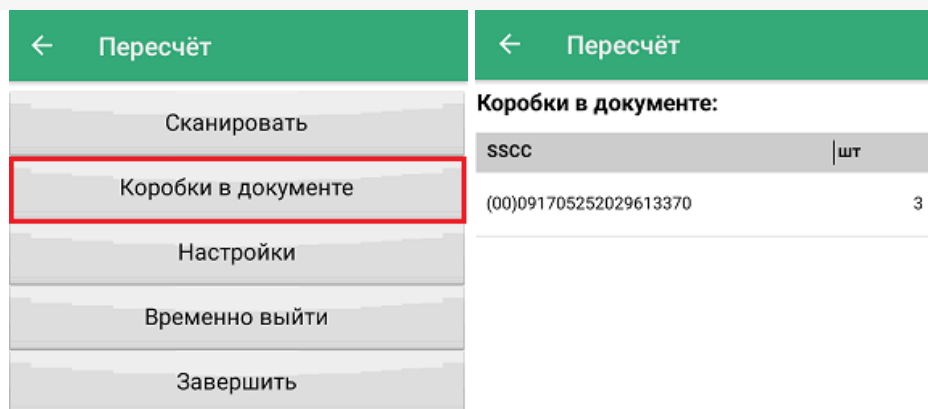 Пересчёт
Сканировать
Коробки в документе
Настройки
Временно выйти
Завершить
Пересчёт
Коробки в документе:
SSCC шт
(00)091705252029613370 3